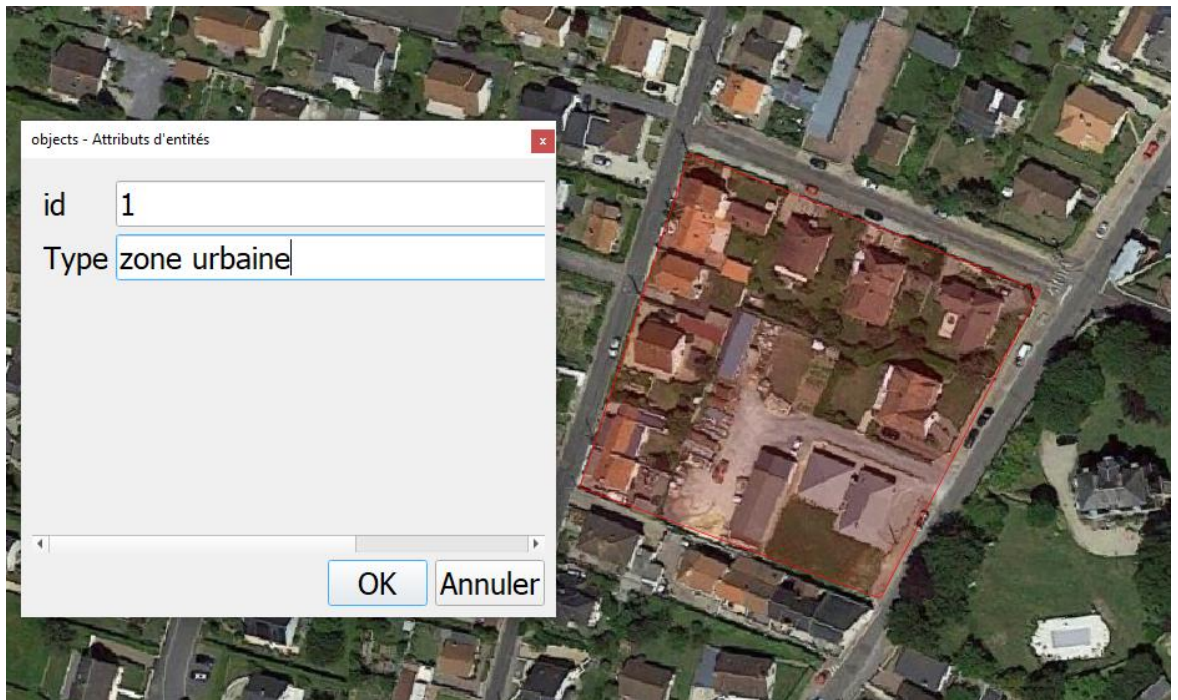 objects - Attributs d'entités
x
id 1
Type zone urbaine
OK Annuler